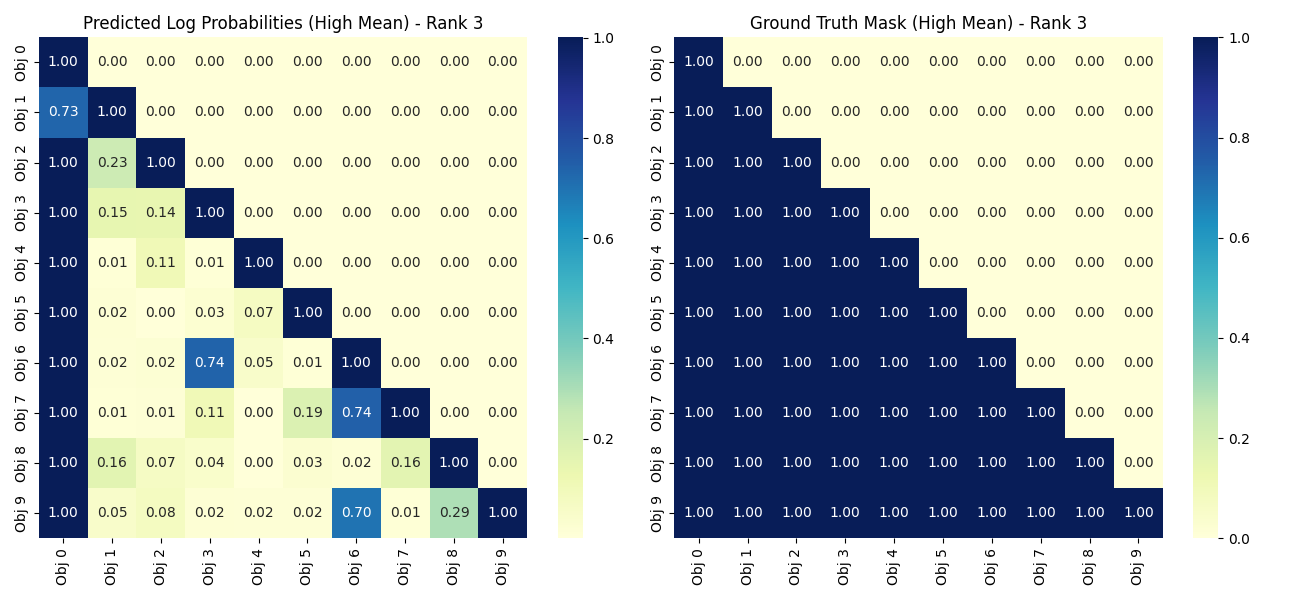 Predicted Log Probabilities (High Mean) - Rank 3
Obj 0 1.00 0.00 0.00 0.00 0.00 0.00 0.00 0.00 0.00 0.00
Obj 1 0.73 1.00 0.00 0.00 0.00 0.00 0.00 0.00 0.00 0.00
Obj 2 1.00 0.23 1.00 0.00 0.00 0.00 0.00 0.00 0.00 0.00
Obj 3 1.00 0.15 0.14 1.00 0.00 0.00 0.00 0.00 0.00 0.00
Obj 4 1.00 0.01 0.11 0.01 1.00 0.00 0.00 0.00 0.00 0.00
Obj 5 1.00 0.02 0.00 0.03 0.07 1.00 0.00 0.00 0.00 0.00
Obj 6 1.00 0.02 0.02 0.74 0.05 0.01 1.00 0.00 0.00 0.00
Obj 7 1.00 0.01 0.01 0.11 0.00 0.19 0.74 1.00 0.00 0.00
Obj 8 1.00 0.16 0.07 0.04 0.00 0.03 0.02 0.16 1.00 0.00
Obj 9 1.00 0.05 0.08 0.02 0.02 0.02 0.70 0.01 0.29 1.00
Obj 0 Obj 1 Obj 2 Obj 3 Obj 4 Obj 5 Obj 6 Obj 7 Obj 8 Obj 9
1.0
0.8
0.6
0.4
0.2
Ground Truth Mask (High Mean) - Rank 3
Obj 0 1.00 0.00 0.00 0.00 0.00 0.00 0.00 0.00 0.00 0.00
Obj 1 1.00 1.00 0.00 0.00 0.00 0.00 0.00 0.00 0.00 0.00
Obj 2 1.00 1.00 1.00 0.00 0.00 0.00 0.00 0.00 0.00 0.00
Obj 3 1.00 1.00 1.00 1.00 0.00 0.00 0.00 0.00 0.00 0.00
Obj 4 1.00 1.00 1.00 1.00 1.00 0.00 0.00 0.00 0.00 0.00
Obj 5 1.00 1.00 1.00 1.00 1.00 1.00 0.00 0.00 0.00 0.00
Obj 6 1.00 1.00 1.00 1.00 1.00 1.00 1.00 0.00 0.00 0.00
Obj 7 1.00 1.00 1.00 1.00 1.00 1.00 1.00 1.00 0.00 0.00
Obj 8 1.00 1.00 1.00 1.00 1.00 1.00 1.00 1.00 1.00 0.00
Obj 9 1.00 1.00 1.00 1.00 1.00 1.00 1.00 1.00 1.00 1.00
Obj 0 Obj 1 Obj 2 Obj 3 Obj 4 Obj 5 Obj 6 Obj 7 Obj 8 Obj 9
1.0
0.8
0.6
0.4
0.2
0.0